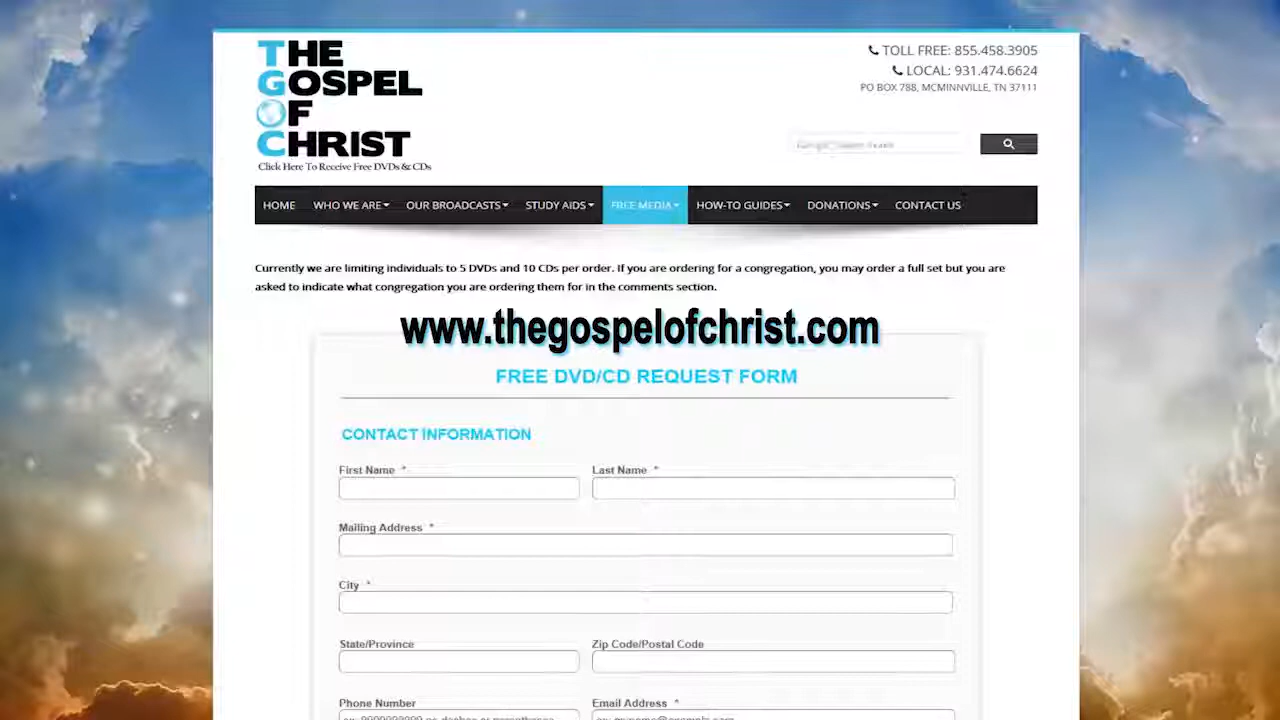 THE
GOSPEL
OF
CHRIST
Click Here To Receive Free DVDs & CDs
TOLL FREE: 855.458.3905
LOCAL: 931.474.6624
PO BOX 788, MCMINNVILLE, TN 37111
HOME WHO WE ARE OUR BROADCASTS STUDY AIDS FREE MEDIA HOW-TO GUIDES DONATIONS CONTACT US
Currently we are limiting individuals to 5 DVDs and 10 CDs per order. If you are ordering for a congregation, you may order a full set but you are
asked to indicate what congregation you are ordering them for in the comments section.
www.thegospelofchrist.com
FREE DVD/CD REQUEST FORM
CONTACT INFORMATION
First Name * Last Name *
Mailing Address *
City *
State/Province Zip Code/Postal Code
Phone Number Email Address *